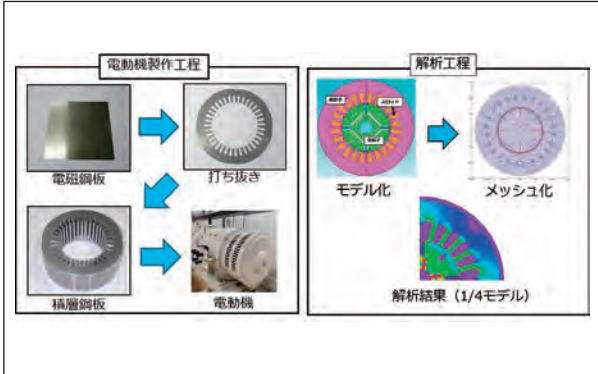 電動機製作工程
電磁鋼板
打ち抜き
積層鋼板
電動機
解析工程
モデル化
メッシュ化
解析結果（1/4モデル）